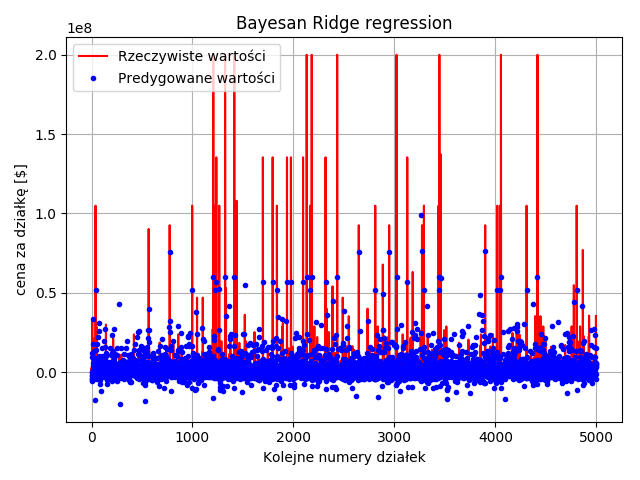 Bayesan Ridge regression
1e8
Rzeczywiste wartości
Predygowane wartości
2.0
1.5
1.0
0.5
0.0
cena za działkę [$]
0 1000 2000 3000 4000 5000
Kolejne numery działek